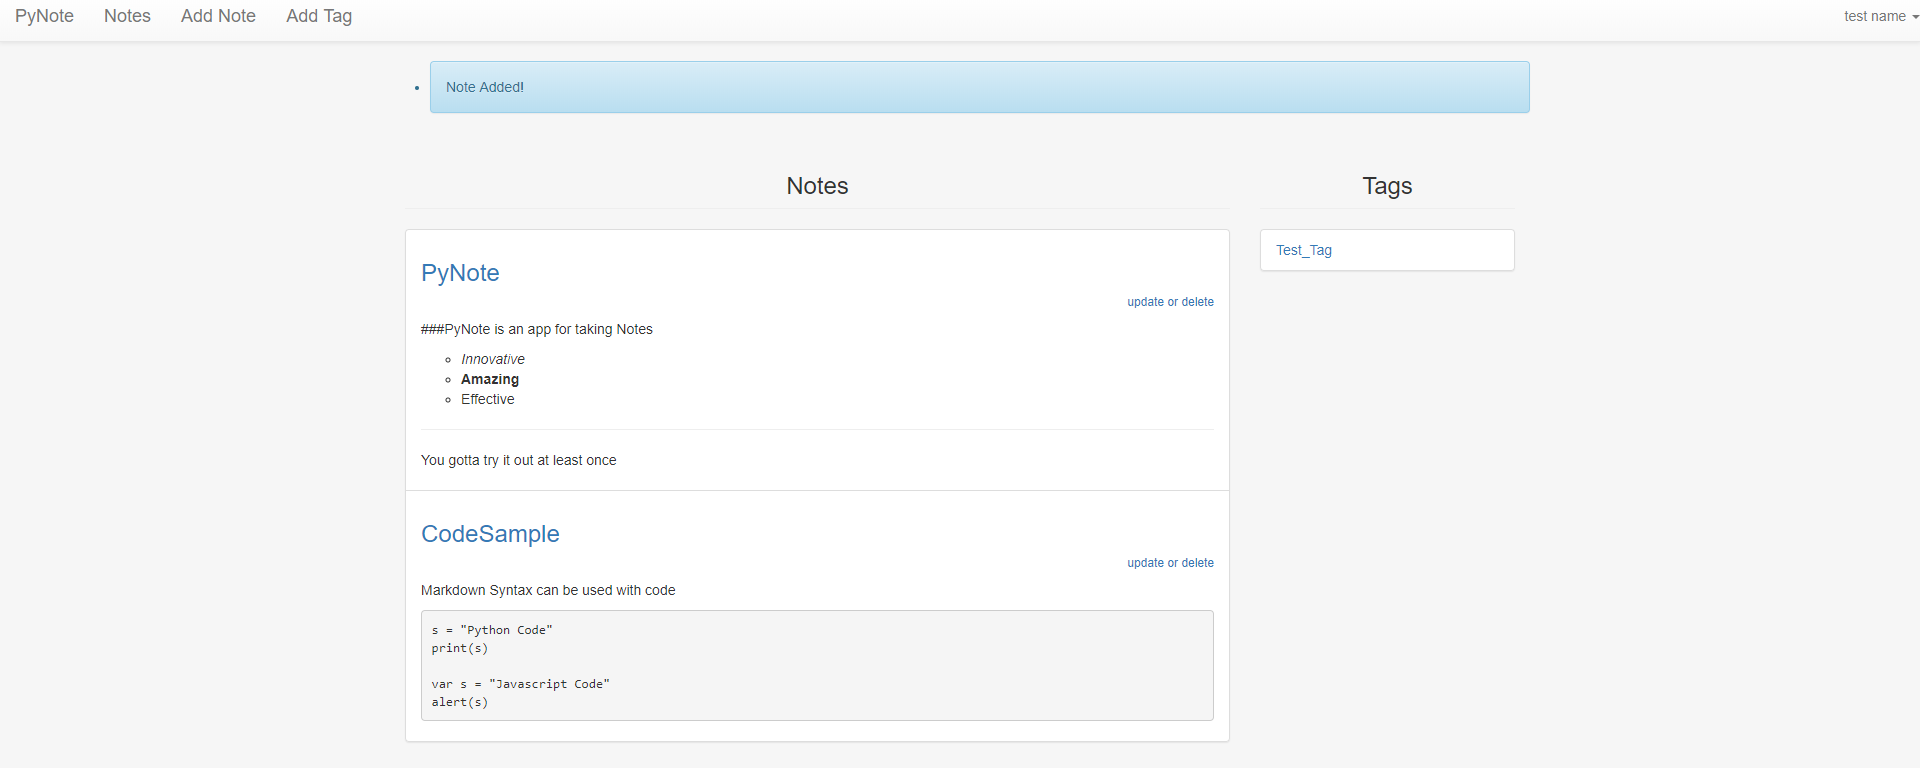 PyNote Notes Add Note Add Tag test name
Note Added!
Notes
Tags
PyNote
update or delete
###PyNote is an app for taking Notes
Innovative
Amazing
Effective
You gotta try it out at least once
CodeSample
update or delete
Markdown Syntax can be used with code
s = "Python Code"
print(s)
var s = "Javascript Code"
alert(s)
Test_Tag